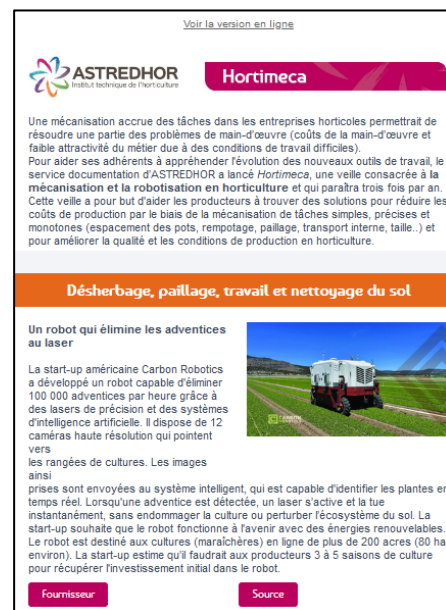 Voir la version en ligne
ASTREDHOR
Institut technique de l'horticulture
Hortimeca
Une mécanisation accrue des tâches dans les entreprises horticoles permettrait de
résoudre une partie des problèmes de main-d'œuvre (coûts de la main-d'œuvre et
faible attractivité du métier due à des conditions de travail difficiles).
Pour aider ses adhérents à appréhender l'évolution des nouveaux outils de travail, le
service documentation d'ASTREDHOR a lancé Hortimeca, une veille consacrée à la
mécanisation et la robotisation en horticulture et qui paraîtra trois fois par an.
Cette veille a pour but d'aider les producteurs à trouver des solutions pour réduire les
coûts de production par le biais de la mécanisation de tâches simples, précises et
monotones (espacement des pots, rempotage, paillage, transport interne, taille..) et
pour améliorer la qualité et les conditions de production en horticulture.
Désherbage, paillage, travail et nettoyage du sol
Un robot qui élimine les adventices
au laser
La start-up américaine Carbon Robotics
a développé un robot capable d'éliminer
100 000 adventices par heure grâce à
des lasers de précision et des systèmes
d'intelligence artificielle. Il dispose de 12
caméras haute résolution qui pointent
vers
les rangées de cultures. Les images
ainsi
prises sont envoyées au système intelligent, qui est capable d'identifier les plantes en
temps réel. Lorsqu'une adventice est détectée, un laser s'active et la tue
instantanément, sans endommager la culture ou perturber l'écosystème du sol. La
start-up souhaite que le robot fonctionne à l'avenir avec des énergies renouvelables.
Le robot est destiné aux cultures (maraîchères) en ligne de plus de 200 acres (80 ha
environ). La start-up estime qu'il faudrait aux producteurs 3 à 5 saisons de culture
pour récupérer l'investissement initial dans le robot.
Fournisseur
Source